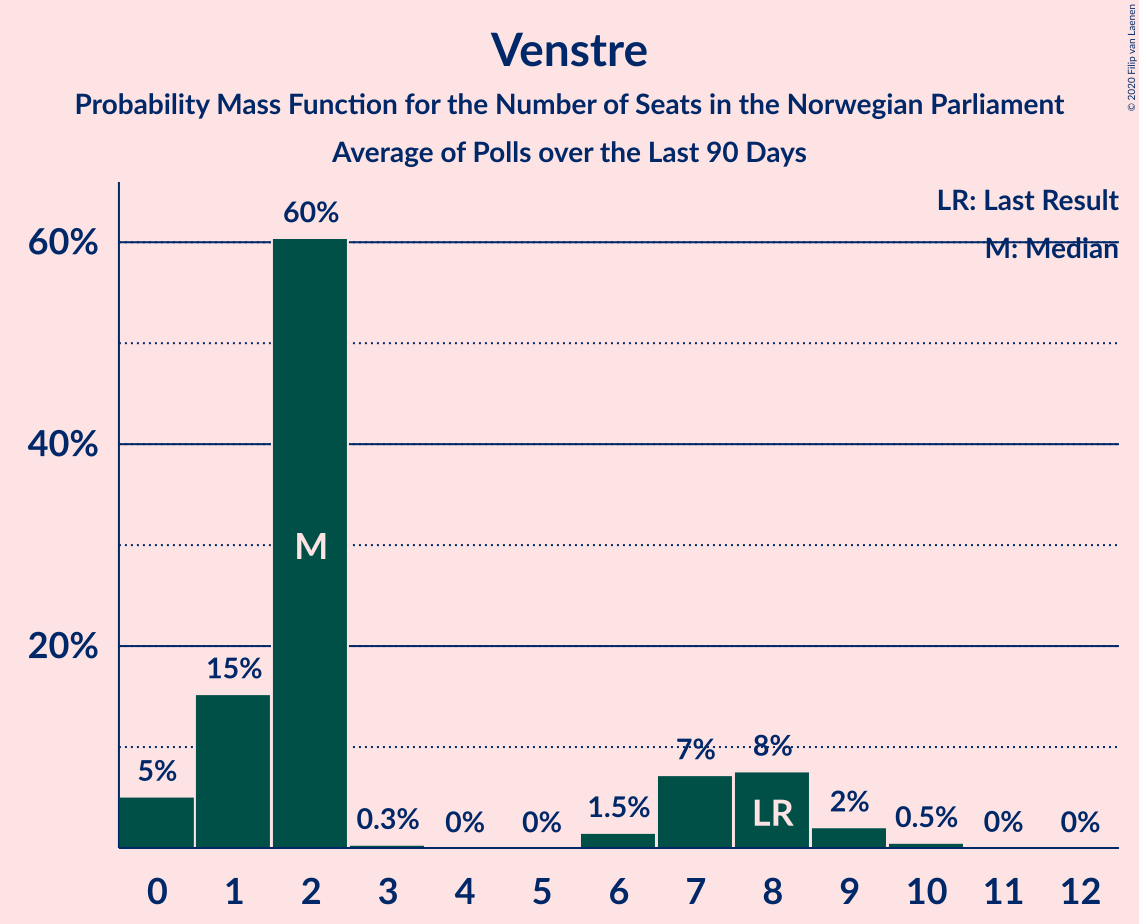 Venstre
Probability Mass Function for the Number of Seats in the Norwegian Parliament
Average of Polls over the Last 90 Days
© 2020 Filip van Laenen
LR: Last Result
M: Median
60%
40%
20%
5%
15%
60%
0.3%
0%
0%
1.5%
7%
8%
2%
0.5%
0%
0%
M
LR
0 1 2 3 4 5 6 7 8 9 10 11 12